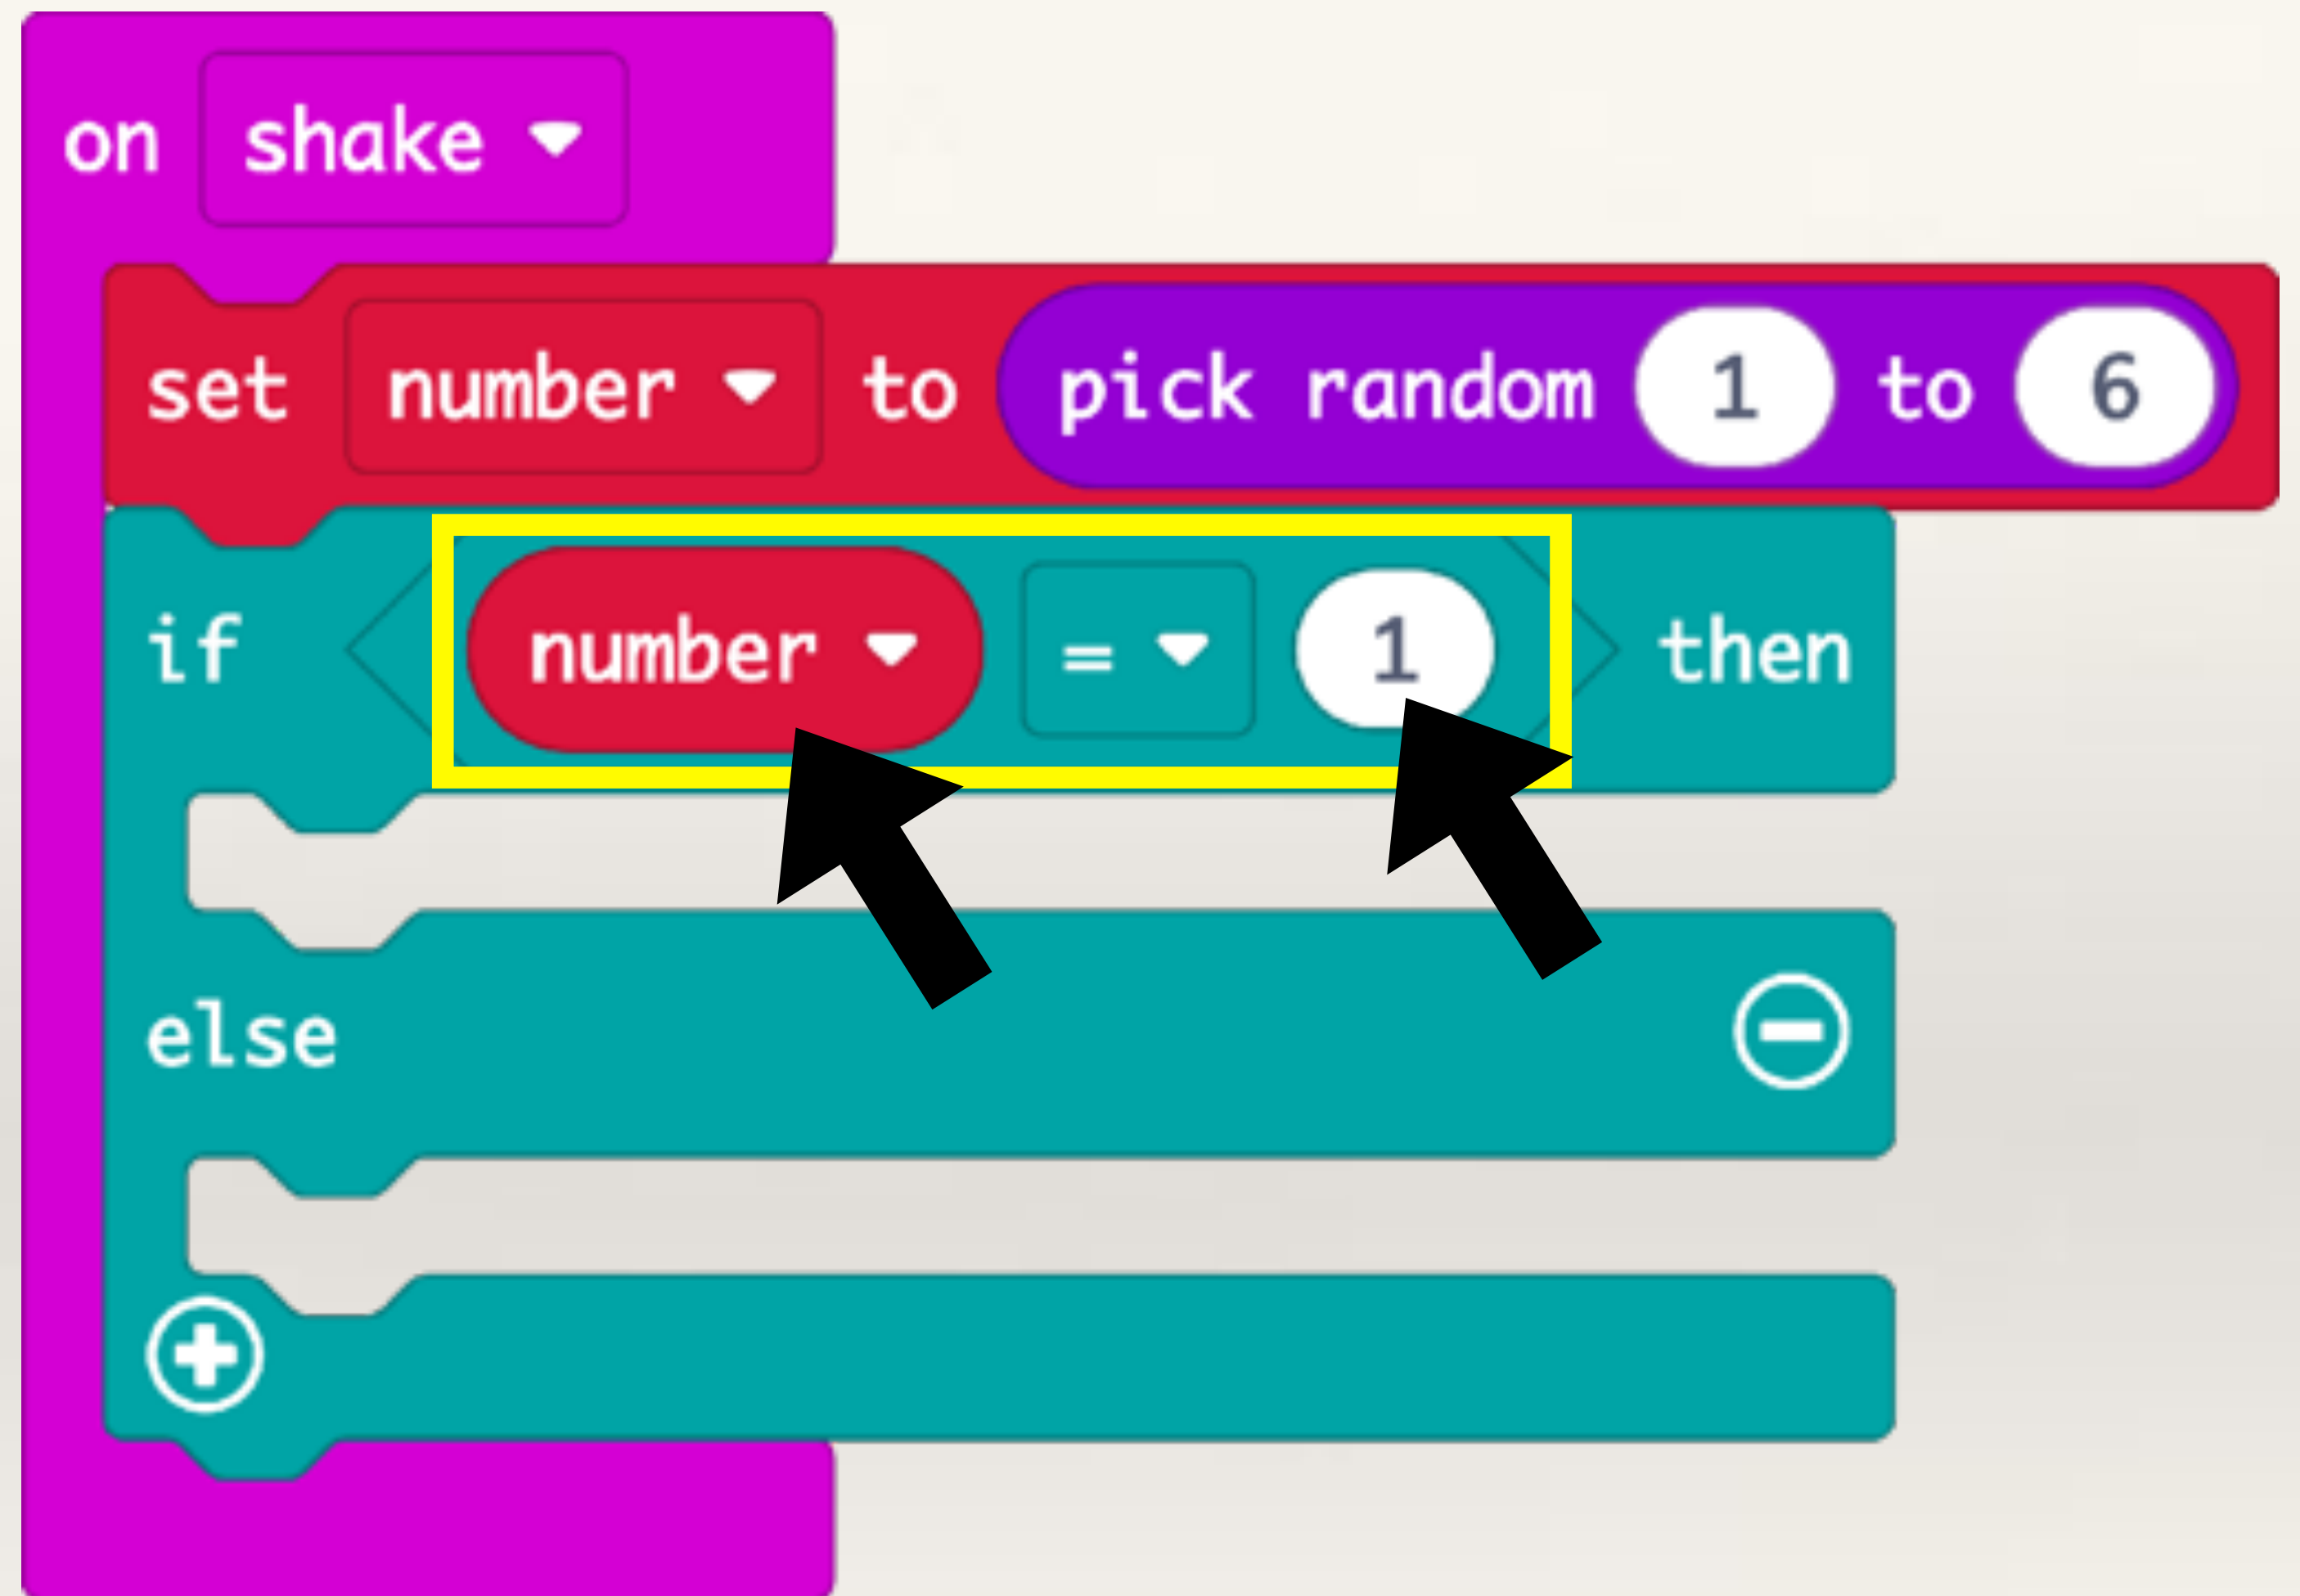 on shake
set number to pick random 1 to 6
if number = 1 then
else